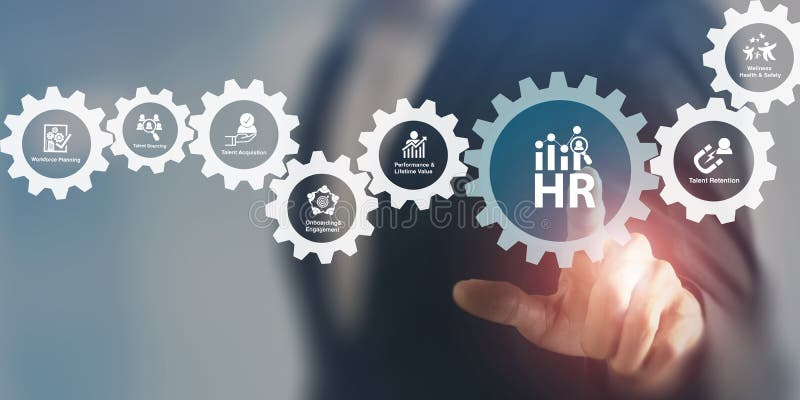 Workforce Planning
Talent Sourcing
Talent Acquisition
Onboarding&
Engagement
Performance &
Lifetime Value
HR
Talent Retention
Wellness
Health & Safety